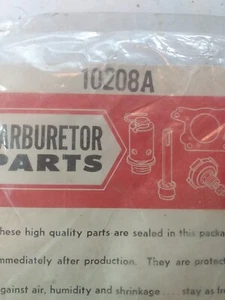 10208A
CARBURETOR
PARTS
hese high quality parts are sealed in this packa
mmediately after production. They are protect
against air, humidity and shrinkage ... stay as fr